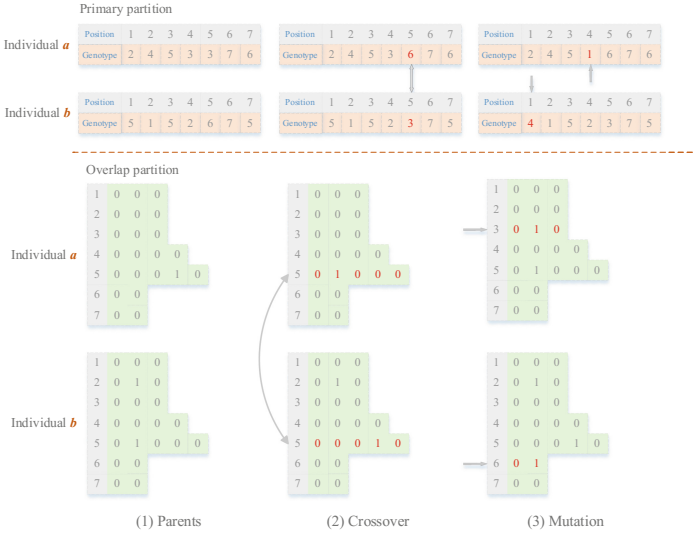 Primary partition
Individual a
Position 1 2 3 4 5 6 7
Genotype 2 4 5 3 3 7 6
Position 1 2 3 4 5 6 7
Genotype 2 4 5 3 6 7 6
Position 1 2 3 4 5 6 7
Genotype 2 4 5 1 6 7 6
Individual b
Position 1 2 3 4 5 6 7
Genotype 5 1 5 2 6 7 5
Position 1 2 3 4 5 6 7
Genotype 5 1 5 2 3 7 5
Position 1 2 3 4 5 6 7
Genotype 4 1 5 2 3 7 5
Overlap partition
Individual a
1 0 0 0
2 0 0 0
3 0 0 0
4 0 0 0 0
5 0 0 0 1 0
6 0 0
7 0 0
1 0 0 0
2 0 0 0
3 0 0 0
4 0 0 0 0
5 0 1 0 0 0
6 0 0
7 0 0
1 0 0 0
2 0 0 0
3 0 1 0
4 0 0 0 0
5 0 1 0 0 0
6 0 0
7 0 0
Individual b
1 0 0 0
2 0 1 0
3 0 0 0
4 0 0 0 0
5 0 1 0 0 0
6 0 0
7 0 0
1 0 0 0
2 0 1 0
3 0 0 0
4 0 0 0 0
5 0 0 0 1 0
6 0 0
7 0 0
1 0 0 0
2 0 1 0
3 0 0 0
4 0 0 0 0
5 0 0 0 1 0
6 0 1
7 0 0
(1) Parents
(2) Crossover
(3) Mutation